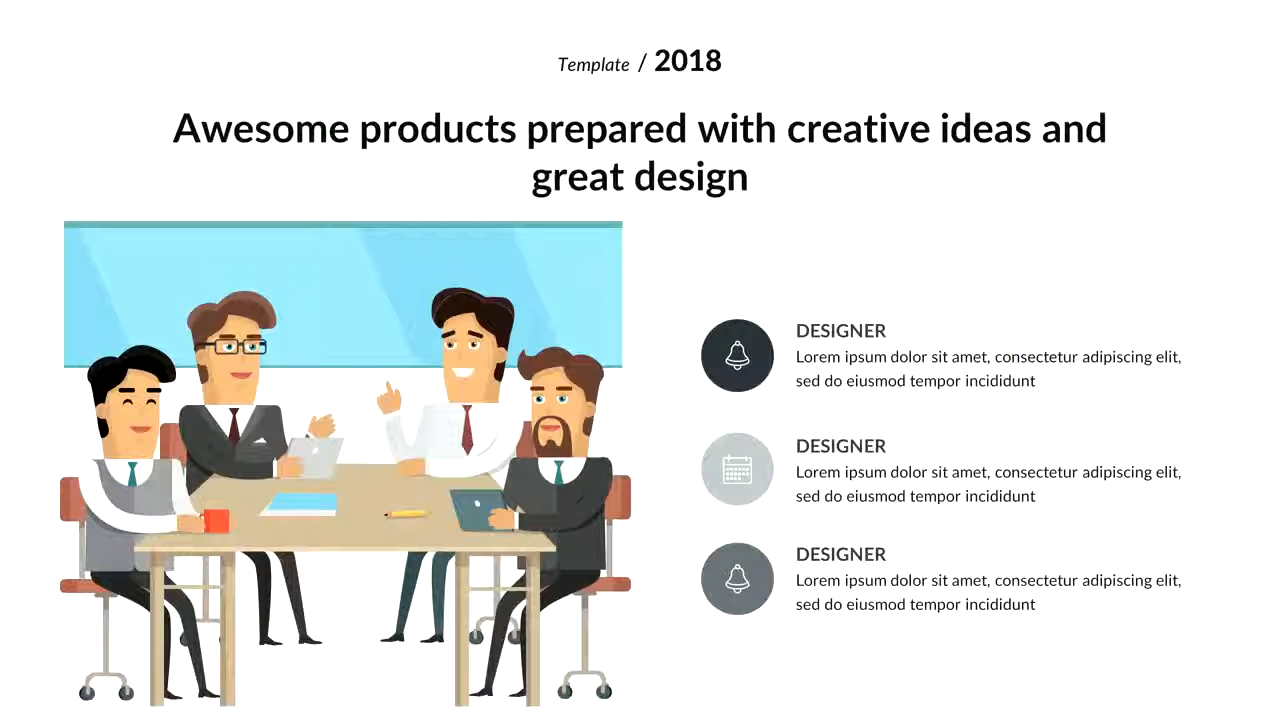 Template / 2018
Awesome products prepared with creative ideas and
great design
DESIGNER
Lorem ipsum dolor sit amet, consectetur adipiscing elit,
sed do eiusmod tempor incididunt
DESIGNER
Lorem ipsum dolor sit amet, consectetur adipiscing elit,
sed do eiusmod tempor incididunt
DESIGNER
Lorem ipsum dolor sit amet, consectetur adipiscing elit,
sed do eiusmod tempor incididunt